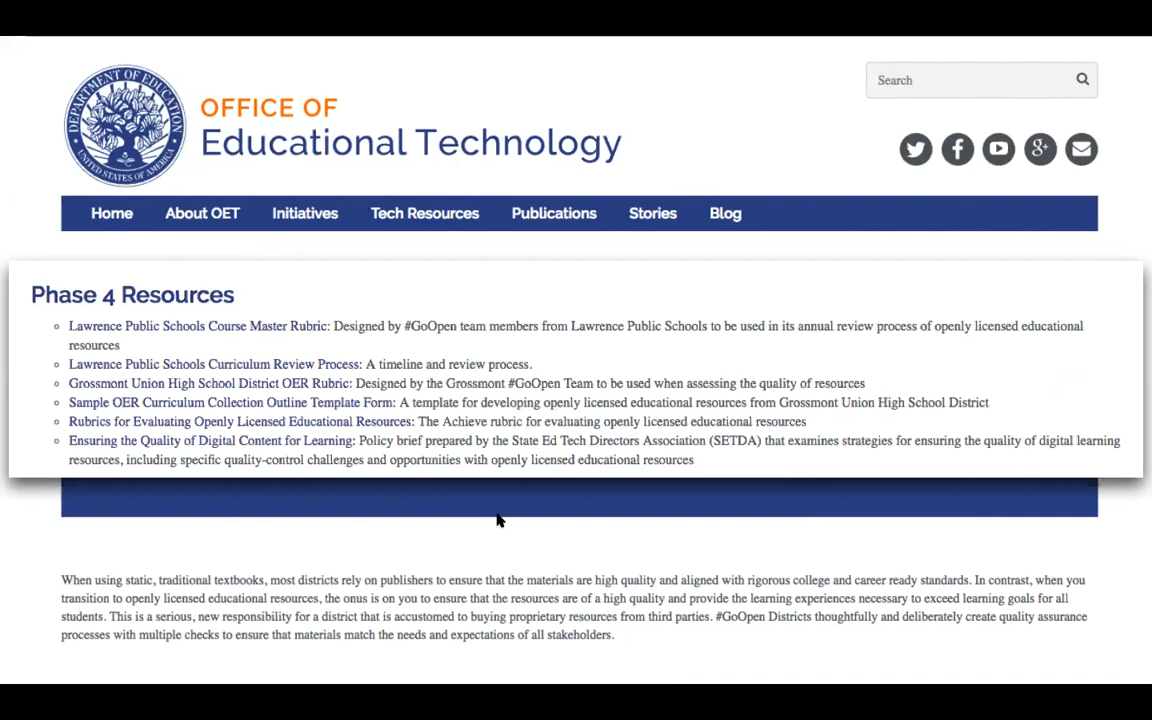 DEPARTMENT OF EDUCATION
UNITED STATES OF AMERICA
OFFICE OF
Educational Technology
Search
Home About OET Initiatives Tech Resources Publications Stories Blog
Phase 4 Resources
Lawrence Public Schools Course Master Rubric: Designed by #GoOpen team members from Lawrence Public Schools to be used in its annual review process of openly licensed educational
resources
Lawrence Public Schools Curriculum Review Process: A timeline and review process.
Grossmont Union High School District OER Rubric: Designed by the Grossmont #GoOpen Team to be used when assessing the quality of resources
Sample OER Curriculum Collection Outline Template Form: A template for developing openly licensed educational resources from Grossmont Union High School District
Rubrics for Evaluating Openly Licensed Educational Resources: The Achieve rubric for evaluating openly licensed educational resources
Ensuring the Quality of Digital Content for Learning: Policy brief prepared by the State Ed Tech Directors Association (SETDA) that examines strategies for ensuring the quality of digital learning
resources, including specific quality-control challenges and opportunities with openly licensed educational resources
When using static, traditional textbooks, most districts rely on publishers to ensure that the materials are high quality and aligned with rigorous college and career ready standards. In contrast, when you
transition to openly licensed educational resources, the onus is on you to ensure that the resources are of a high quality and provide the learning experiences necessary to exceed learning goals for all
students. This is a serious, new responsibility for a district that is accustomed to buying proprietary resources from third parties. #GoOpen Districts thoughtfully and deliberately create quality assurance
processes with multiple checks to ensure that materials match the needs and expectations of all stakeholders.